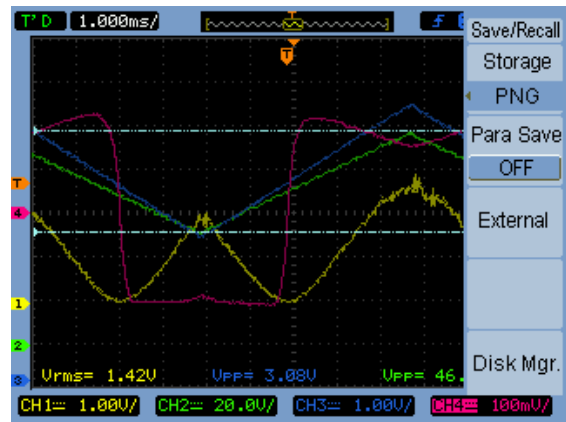 T'D 1.000ms/
Save/Recall
Storage
T
PNG
Para Save
OFF
T
4
External
1
2
3
Vrms= 1.42V VPP= 3.08V VPP= 46.
Disk Mgr.
CH1 1.00V/ CH2 20.0V/ CH3 1.00V/ CH4 100mV/